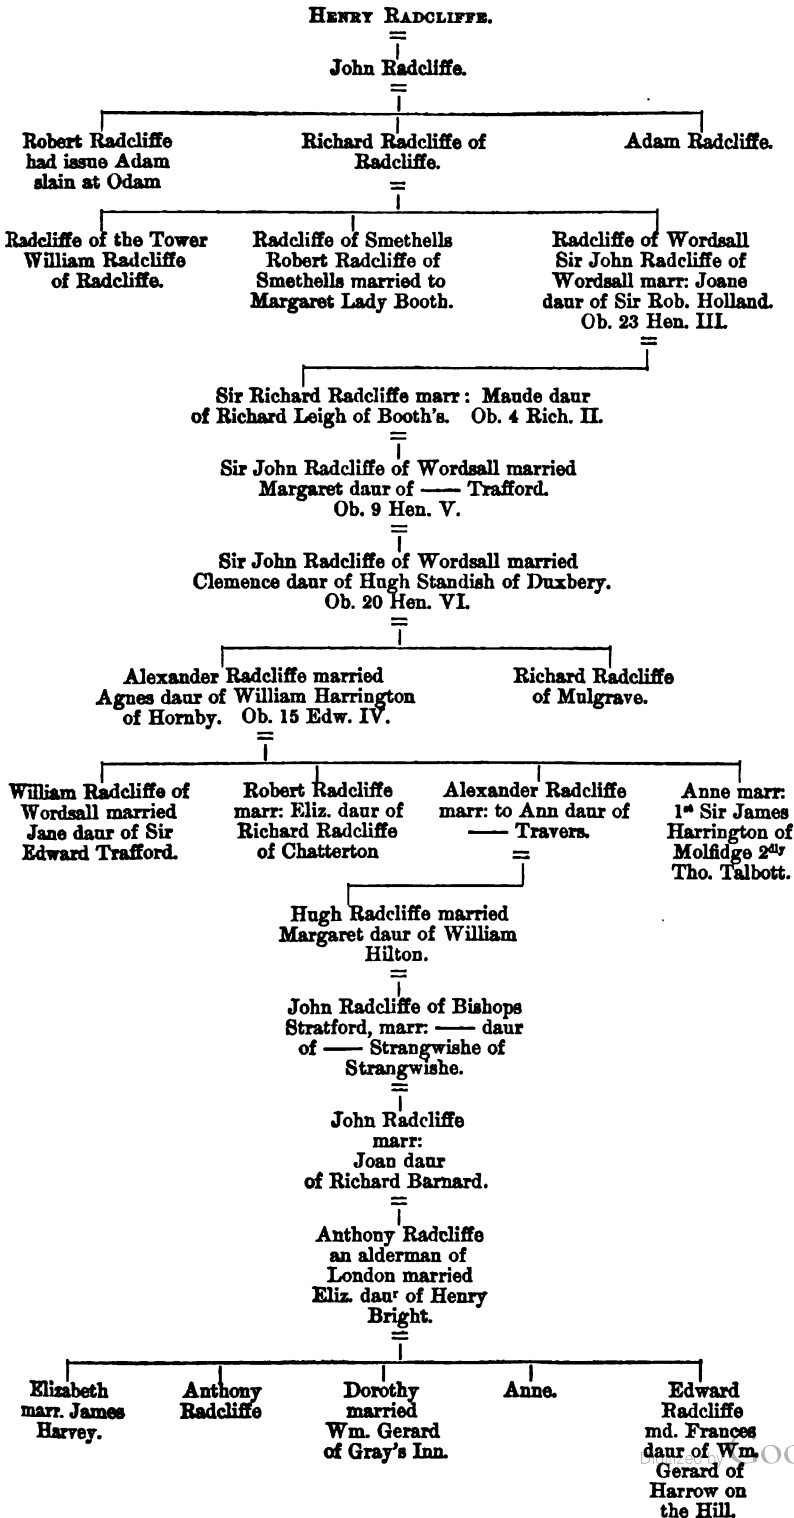 HENRY RADCLIFFE.
John Radcliffe.
Robert Radcliffe
had issue Adam
slain at Odam
Richard Radcliffe of
Radcliffe.
Adam Radcliffe.
Radcliffe of the Tower
William Radcliffe
of Radcliffe.
Radcliffe of Smethells
Robert Radcliffe of
Smethells married to
Margaret Lady Booth.
Radcliffe of Wordsall
Sir John Radcliffe of
Wordsall marr: Joane
daur of Sir Rob. Holland.
Ob. 23 Hen. III.
Sir Richard Radcliffe marr: Maude daur
of Richard Leigh of Booth's. Ob. 4 Rich. II.
Sir John Radcliffe of Wordsall married
Margaret daur of —— Trafford.
Ob. 9 Hen. V.
Sir John Radcliffe of Wordsall married
Clemence daur of Hugh Standish of Duxbery.
Ob. 20 Hen. VI.
Alexander Radcliffe married
Agnes daur of William Harrington
of Hornby. Ob. 15 Edw. IV.
Richard Radcliffe
of Mulgrave.
William Radcliffe of
Wordsall married
Jane daur of Sir
Edward Trafford.
Robert Radcliffe
marr: Eliz. daur of
Richard Radcliffe
of Chatterton
Alexander Radcliffe
marr: to Ann daur of
—— Travers.
Anne marr:
1st Sir James
Harrington of
Molfidge 2dly
Tho. Talbott.
Hugh Radcliffe married
Margaret daur of William
Hilton.
John Radcliffe of Bishops
Stratford, marr: —— daur
of —— Strangwishe of
Strangwishe.
John Radcliffe
marr:
Joan daur
of Richard Barnard.
Anthony Radcliffe
an alderman of
London married
Eliz. daur of Henry
Bright.
Elizabeth
marr. James
Harvey.
Anthony
Radcliffe
Dorothy
married
Wm. Gerard
of Gray's Inn.
Anne.
Edward
Radcliffe
md. Frances
daur of Wm.
Gerard of
Harrow on
the Hill.
Digitized by Goo